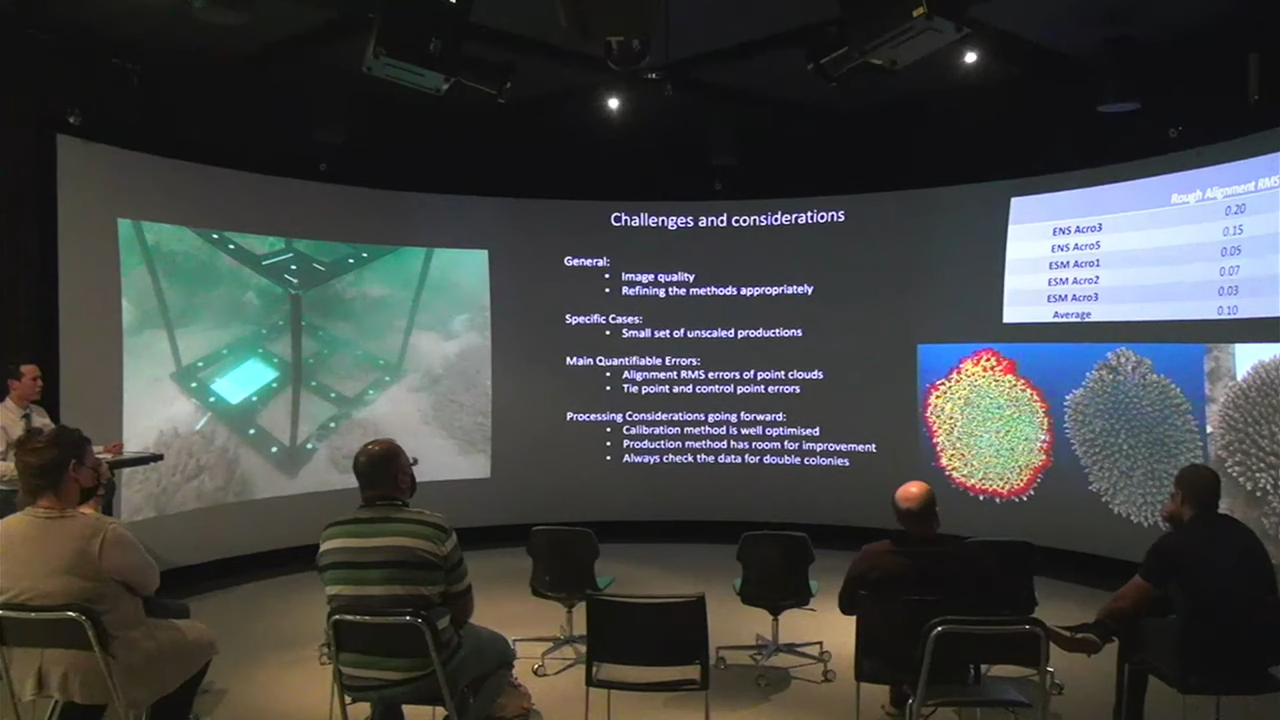 Challenges and considerations
General:
• Image quality
• Refining the methods appropriately
Specific Cases:
• Small set of unscaled productions
Main Quantifiable Errors:
• Alignment RMS errors of point clouds
• Tie point and control point errors
Processing Considerations going forward:
• Calibration method is well optimised
• Production method has room for improvement
• Always check the data for double colonies
Rough Alignment RMS
ENS Acro3 0.20
ENS Acro5 0.15
ESM Acro1 0.05
ESM Acro2 0.07
ESM Acro3 0.03
Average 0.10